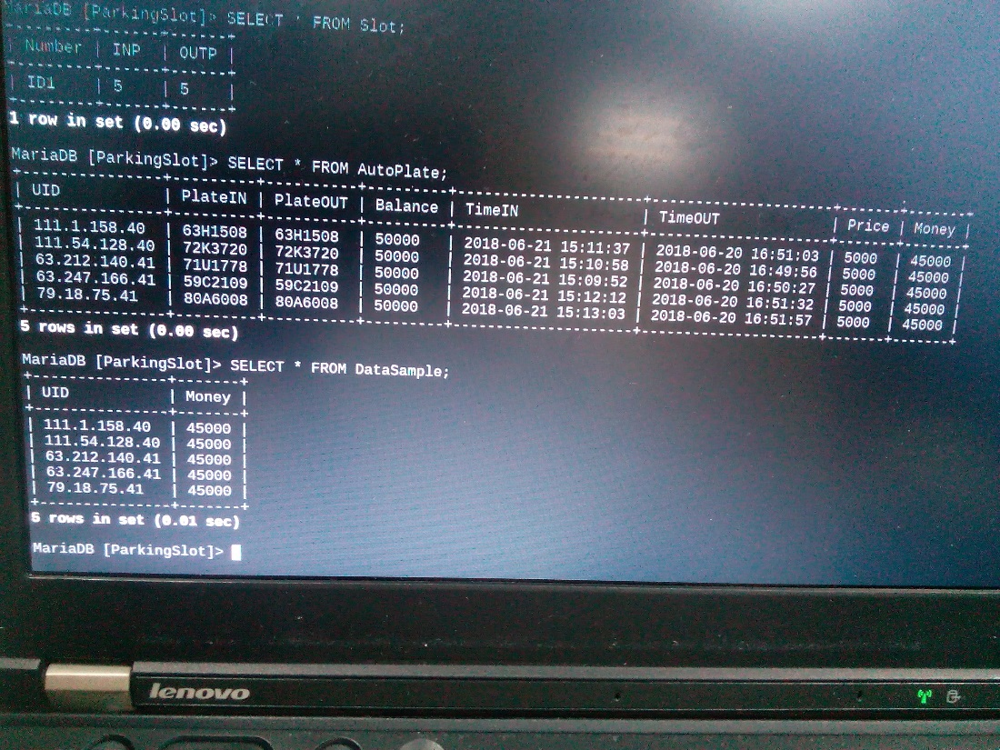 MariaDB [ParkingSlot]> SELECT * FROM Slot;
| Number | INP | OUTP |
| ID1 | 5 | 5 |
1 row in set (0.00 sec)
MariaDB [ParkingSlot]> SELECT * FROM AutoPlate;
| UID | PlateIN | PlateOUT | Balance | TimeIN | TimeOUT | Price | Money |
| 111.1.158.40 | 63H1508 | 63H1508 | 50000 | 2018-06-21 15:11:37 | 2018-06-20 16:51:03 | 5000 | 45000 |
| 111.54.128.40 | 72K3720 | 72K3720 | 50000 | 2018-06-21 15:10:58 | 2018-06-20 16:49:56 | 5000 | 45000 |
| 63.212.140.41 | 71U1778 | 71U1778 | 50000 | 2018-06-21 15:09:52 | 2018-06-20 16:50:27 | 5000 | 45000 |
| 63.247.166.41 | 59C2109 | 59C2109 | 50000 | 2018-06-21 15:12:12 | 2018-06-20 16:51:32 | 5000 | 45000 |
| 79.18.75.41 | 80A6008 | 80A6008 | 50000 | 2018-06-21 15:13:03 | 2018-06-20 16:51:57 | 5000 | 45000 |
5 rows in set (0.00 sec)
MariaDB [ParkingSlot]> SELECT * FROM DataSample;
| UID | Money |
| 111.1.158.40 | 45000 |
| 111.54.128.40 | 45000 |
| 63.212.140.41 | 45000 |
| 63.247.166.41 | 45000 |
| 79.18.75.41 | 45000 |
5 rows in set (0.01 sec)
MariaDB [ParkingSlot]>
lenovo